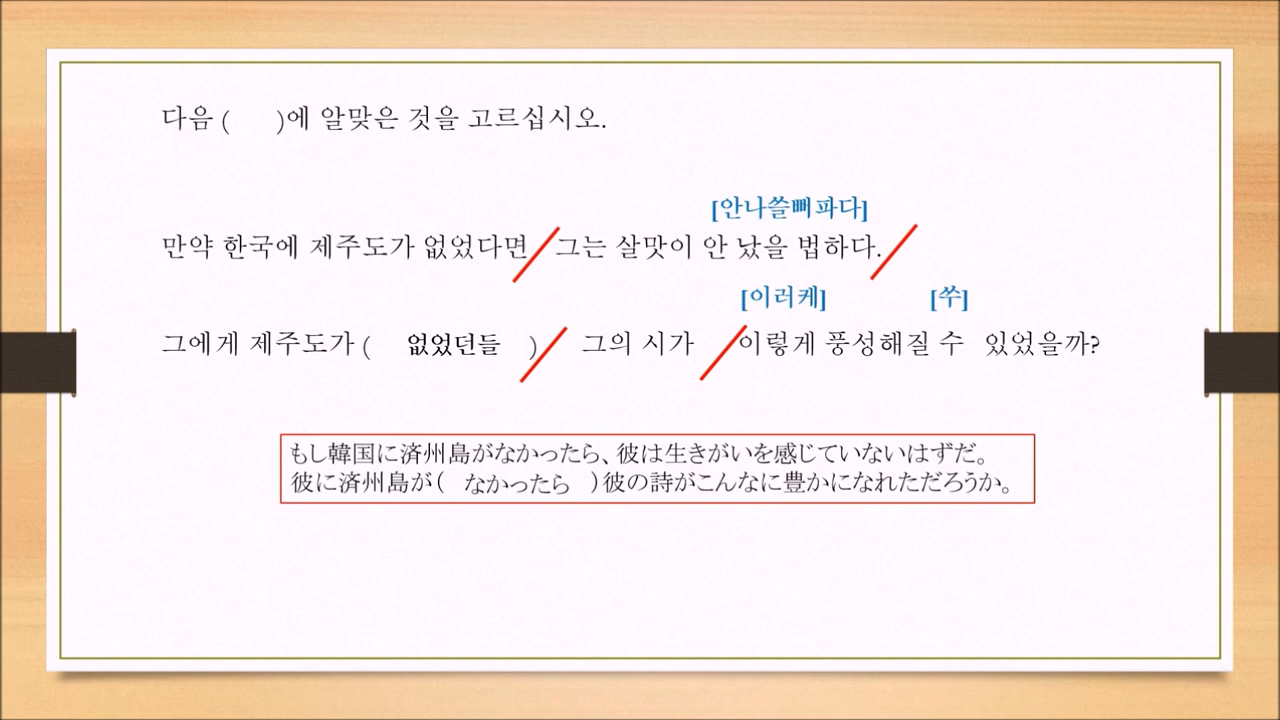 다음 (      )에 알맞은 것을 고르십시오.
[안나쓸뻐파다]
만약 한국에 제주도가 없었다면 그는 살맛이 안 났을 법하다.
[이러케] [쑤]
그에게 제주도가 ( 없었던들 ) 그의 시가 이렇게 풍성해질 수 있었을까?
もし韓国に済州島がなかったら、彼は生きがいを感じていないはずだ。
彼に済州島が( なかったら )彼の詩がこんなに豊かになれただろうか。